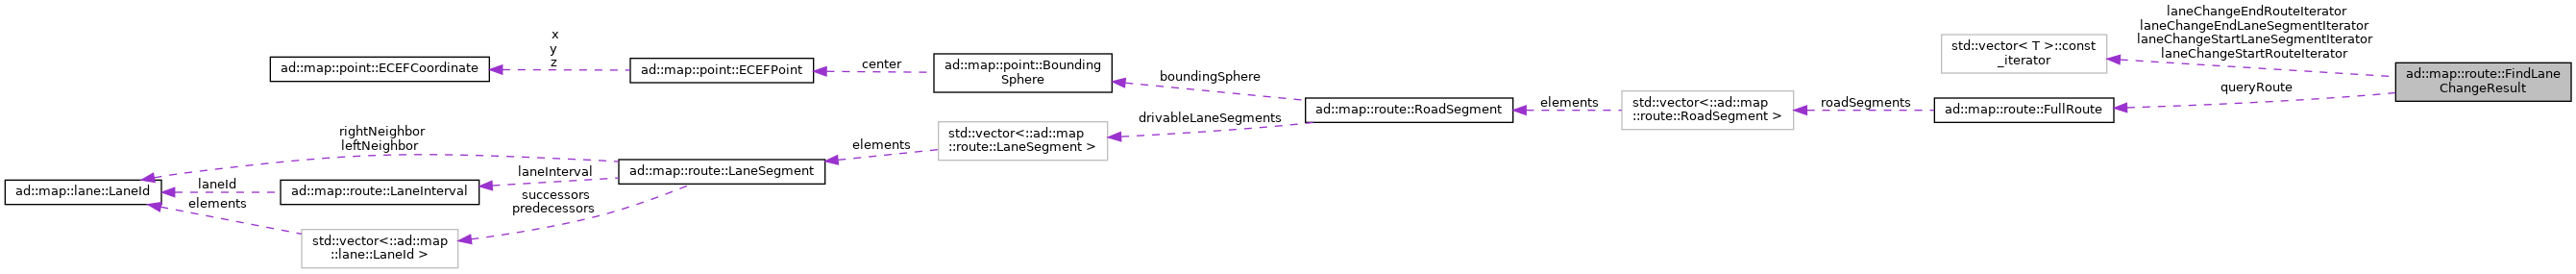 laneChangeEndRouteIterator
laneChangeEndLaneSegmentIterator
laneChangeStartLaneSegmentIterator
laneChangeStartRouteIterator
x
y
z
std::vector< T >::const
_iterator
ad::map::point::ECEFCoordinate
ad::map::point::ECEFPoint
center
ad::map::point::Bounding
Sphere
boundingSphere
ad::map::route::FindLane
ChangeResult
queryRoute
ad::map::route::RoadSegment
elements
std::vector<::ad::map
::route::RoadSegment >
roadSegments
ad::map::route::FullRoute
drivableLaneSegments
std::vector<::ad::map
::route::LaneSegment >
elements
rightNeighbor
leftNeighbor
ad::map::route::LaneSegment
laneInterval
ad::map::lane::LaneId
laneId
ad::map::route::LaneInterval
successors
predecessors
elements
std::vector<::ad::map
::lane::LaneId >